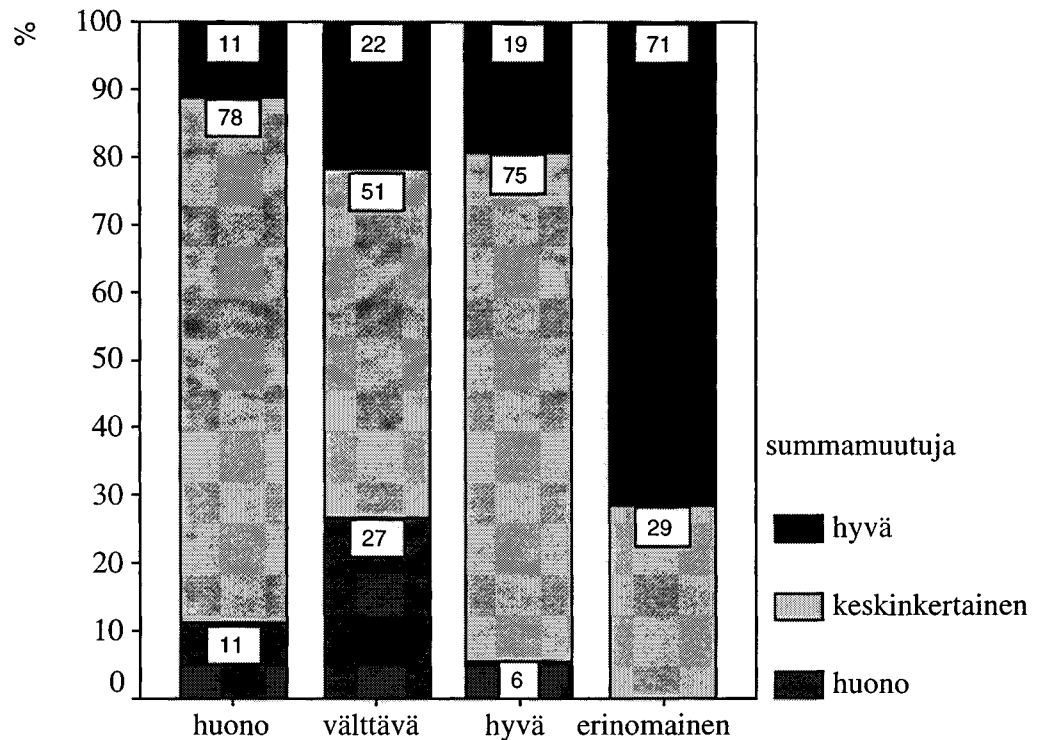 %
100
90
80
70
60
50
40
30
20
10
0
11 22 19 71
78 51 75 29
11 27 6
huono välttävä hyvä erinomainen
summamuutuja
hyvä
keskinkertainen
huono